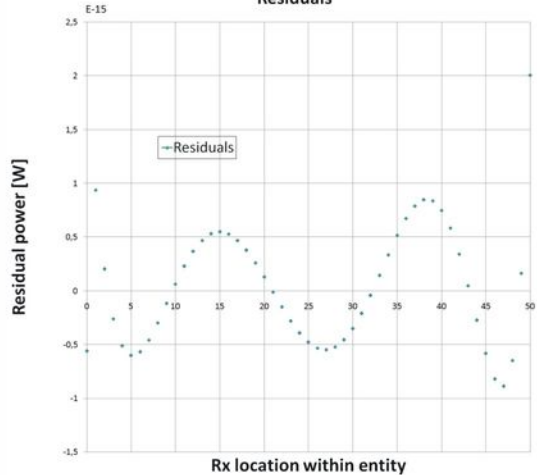 Residuals
E-15
2,5
2
1,5
Residuals
1
0,5
0
0 5 10 15 20 25 30 35 40 45 50
-0,5
-1
-1,5
Residual power [W]
Rx location within entity